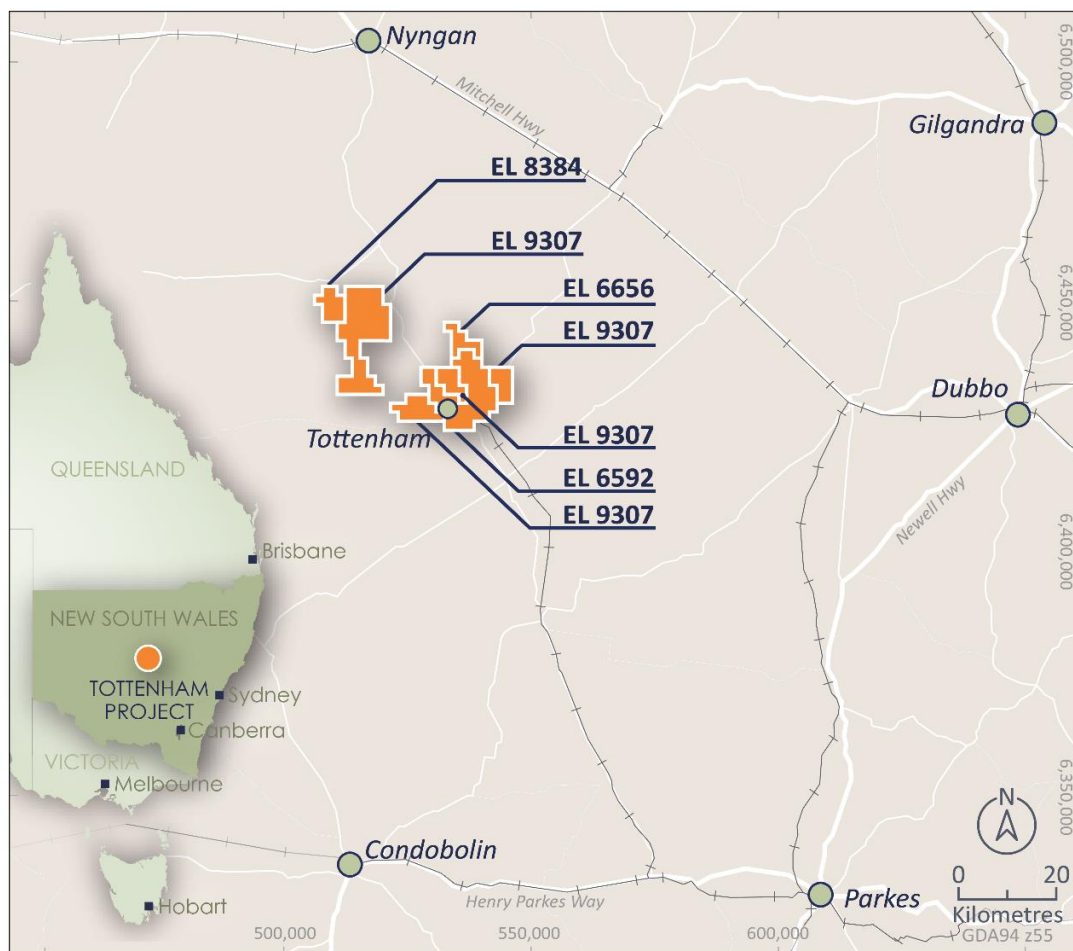 Nyngan
6,500,000
Mitchell Hwy
Gilgandra
EL 8384
EL 9307
EL 6656
6,450,000
EL 9307
Dubbo
Tottenham
EL 9307
QUEENSLAND
EL 6592
EL 9307
Newell Hwy
Brisbane
6,400,000
NEW SOUTH WALES
TOTTENHAM
PROJECT
Sydney
Canberra
VICTORIA
Melbourne
6,350,000
N
Condobolin
0 20
Kilometres
Parkes
Henry Parkes Way
Hobart
500,000
550,000
600,000
GDA94 z55